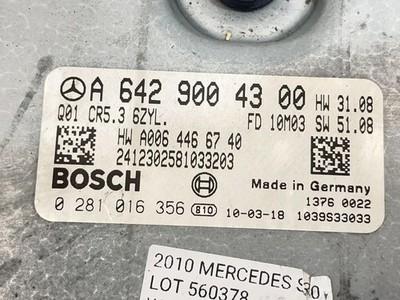 A 642 900 43 00 HW 31.08
Q01 CR5.3 6ZYL. FD 10M03 SW 51.08
HW A006 446 67 40
2412302581033203
BOSCH Made in Germany
1376 0022
0 281 016 356 810 10-03-18 1039S33033
2010 MERCEDES
LOT 560378